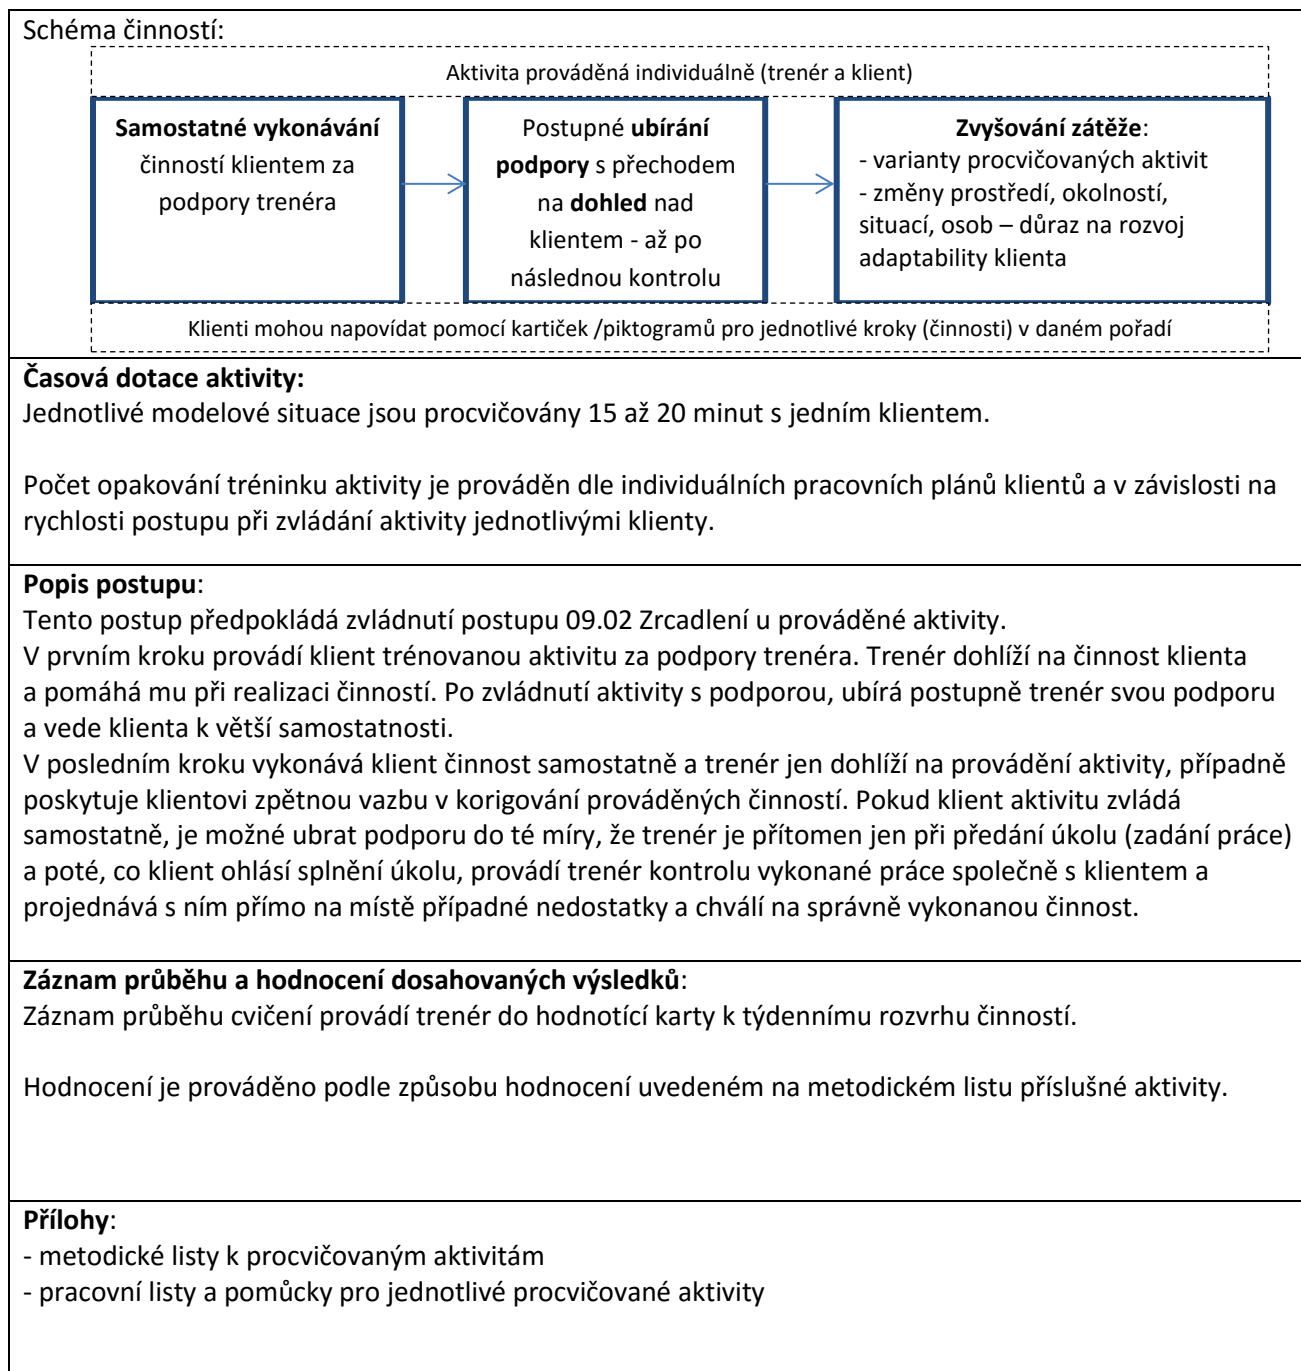 Schéma činností:
Aktivita prováděná individuálně (trenér a klient)
Samostatné vykonávání
činností klientem za
podpory trenéra
Postupné ubírání
podpory s přechodem
na dohled nad
klientem - až po
následnou kontrolu
Zvyšování zátěže:
- varianty procvičovaných aktivit
- změny prostředí, okolností,
situací, osob – důraz na rozvoj
adaptability klienta
Klienti mohou napovídat pomocí kartiček /piktogramů pro jednotlivé kroky (činnosti) v daném pořadí
Časová dotace aktivity:
Jednotlivé modelové situace jsou procvičovány 15 až 20 minut s jedním klientem.
Počet opakování tréninku aktivity je prováděn dle individuálních pracovních plánů klientů a v závislosti na
rychlosti postupu při zvládání aktivity jednotlivými klienty.
Popis postupu:
Tento postup předpokládá zvládnutí postupu 09.02 Zrcadlení u prováděné aktivity.
V prvním kroku provádí klient trénovanou aktivitu za podpory trenéra. Trenér dohlíží na činnost klienta
a pomáhá mu při realizaci činností. Po zvládnutí aktivity s podporou, ubírá postupně trenér svou podporu
a vede klienta k větší samostatnosti.
V posledním kroku vykonává klient činnost samostatně a trenér jen dohlíží na provádění aktivity, případně
poskytuje klientovi zpětnou vazbu v korigování prováděných činností. Pokud klient aktivitu zvládá
samostatně, je možné ubrat podporu do té míry, že trenér je přítomen jen při předání úkolu (zadání práce)
a poté, co klient ohlásí splnění úkolu, provádí trenér kontrolu vykonané práce společně s klientem a
projednává s ním přímo na místě případné nedostatky a chválí na správně vykonanou činnost.
Záznam průběhu a hodnocení dosahovaných výsledků:
Záznam průběhu cvičení provádí trenér do hodnotící karty k týdennímu rozvrhu činností.
Hodnocení je prováděno podle způsobu hodnocení uvedeném na metodickém listu příslušné aktivity.
Přílohy:
- metodické listy k procvičovaným aktivitám
- pracovní listy a pomůcky pro jednotlivé procvičované aktivity